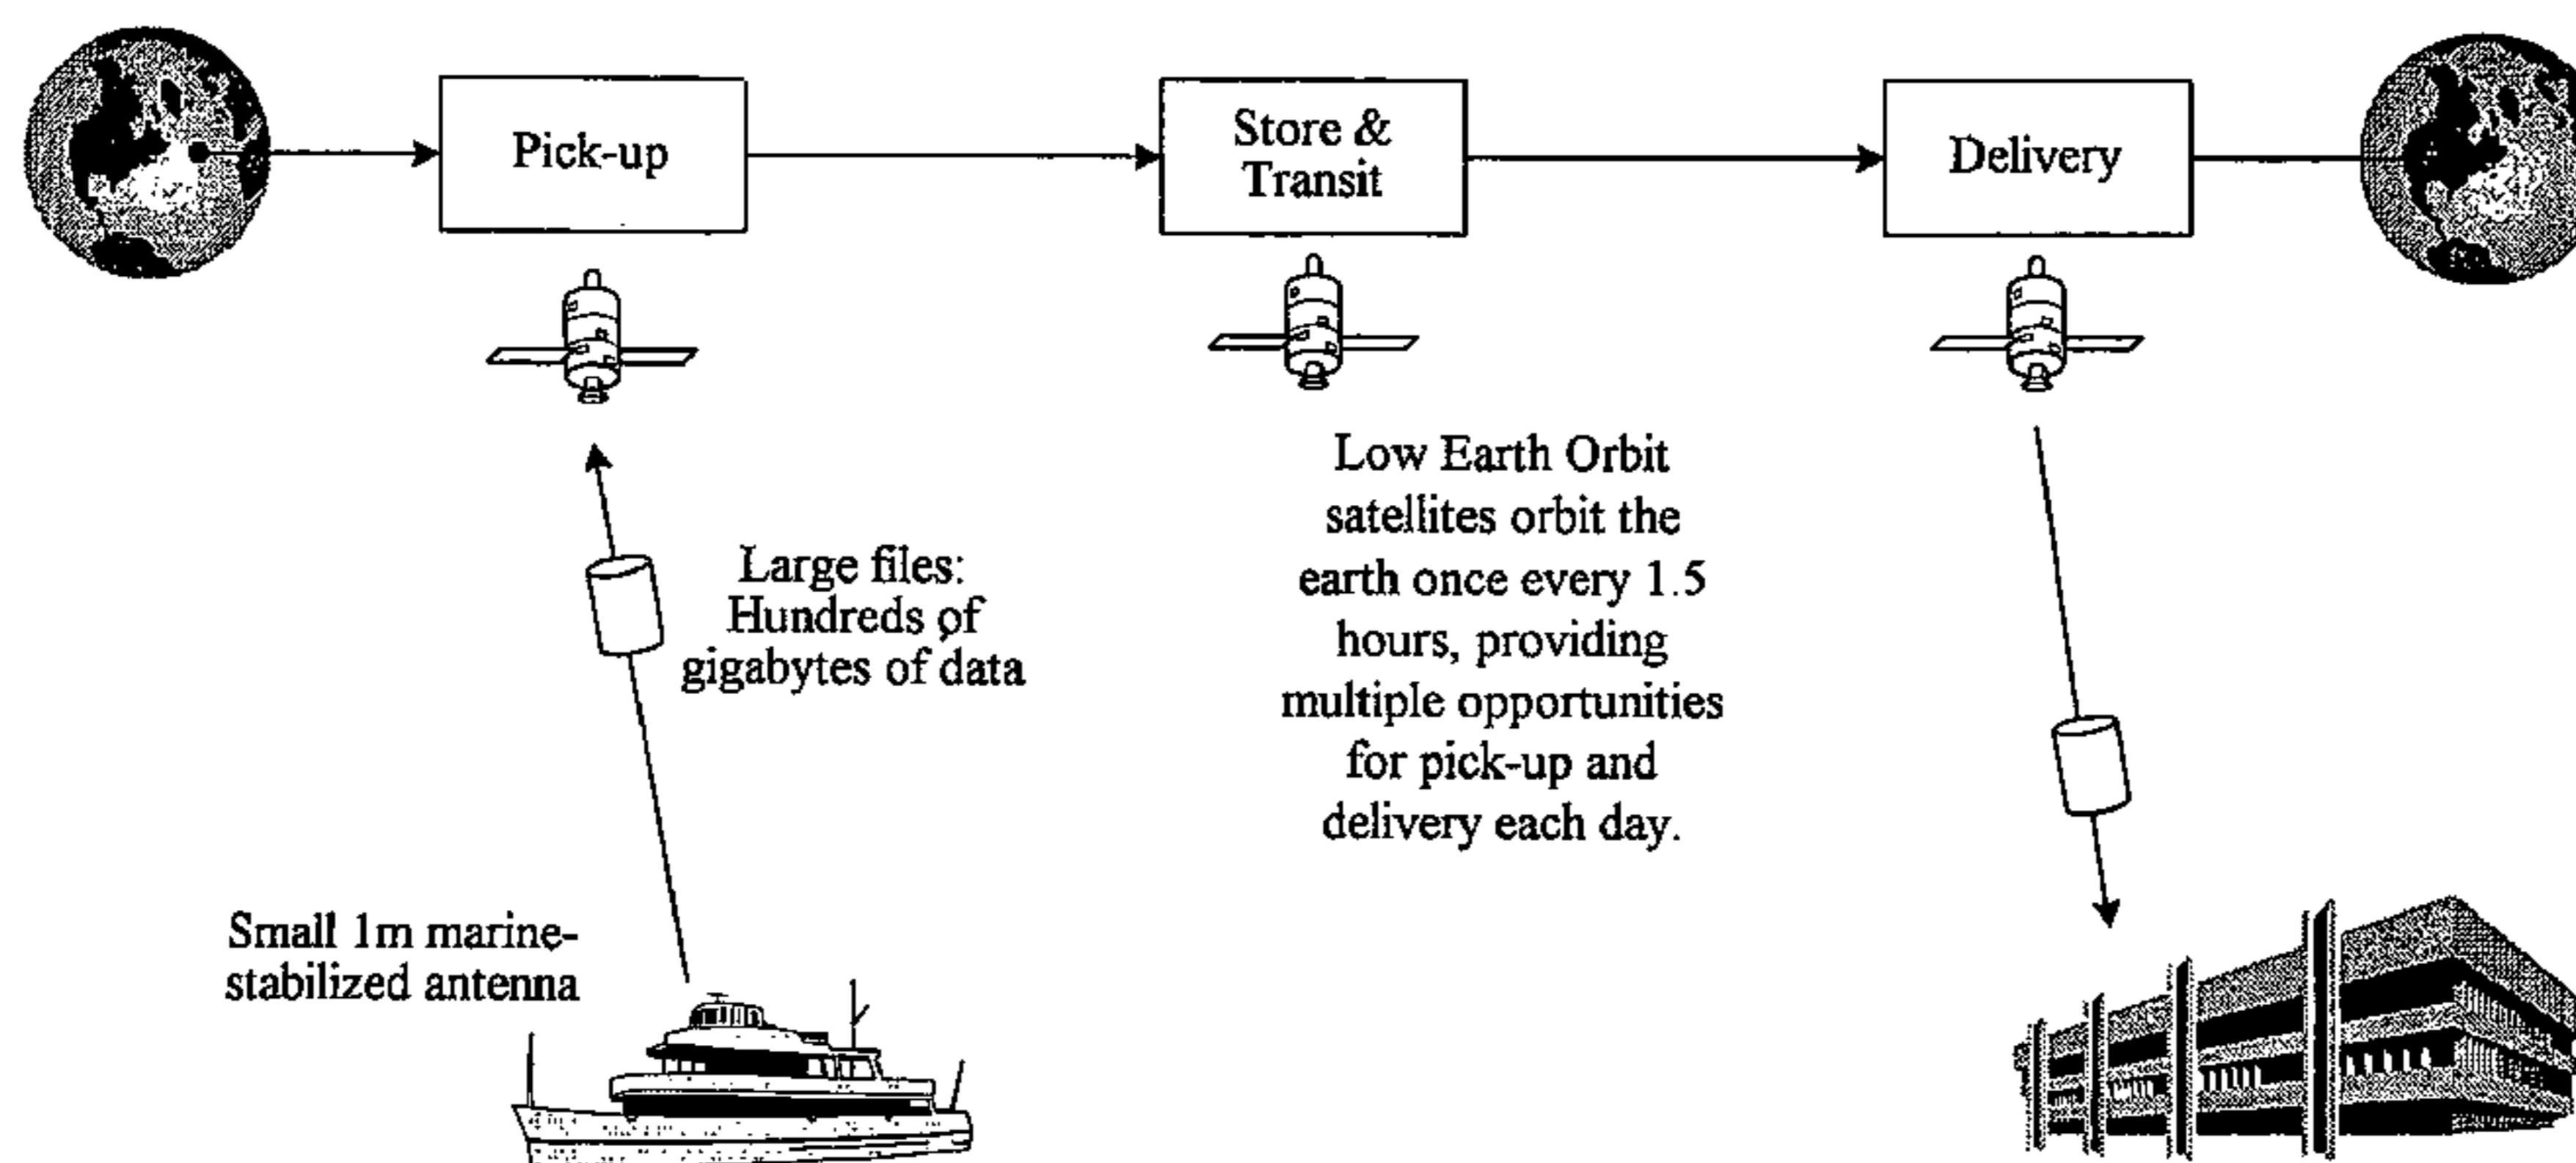 Pick-up
Store &
Transit
Delivery
Large files:
Hundreds of
gigabytes of data
Low Earth Orbit
satellites orbit the
earth once every 1.5
hours, providing
multiple opportunities
for pick-up and
delivery each day.
Small 1m marine-
stabilized antenna